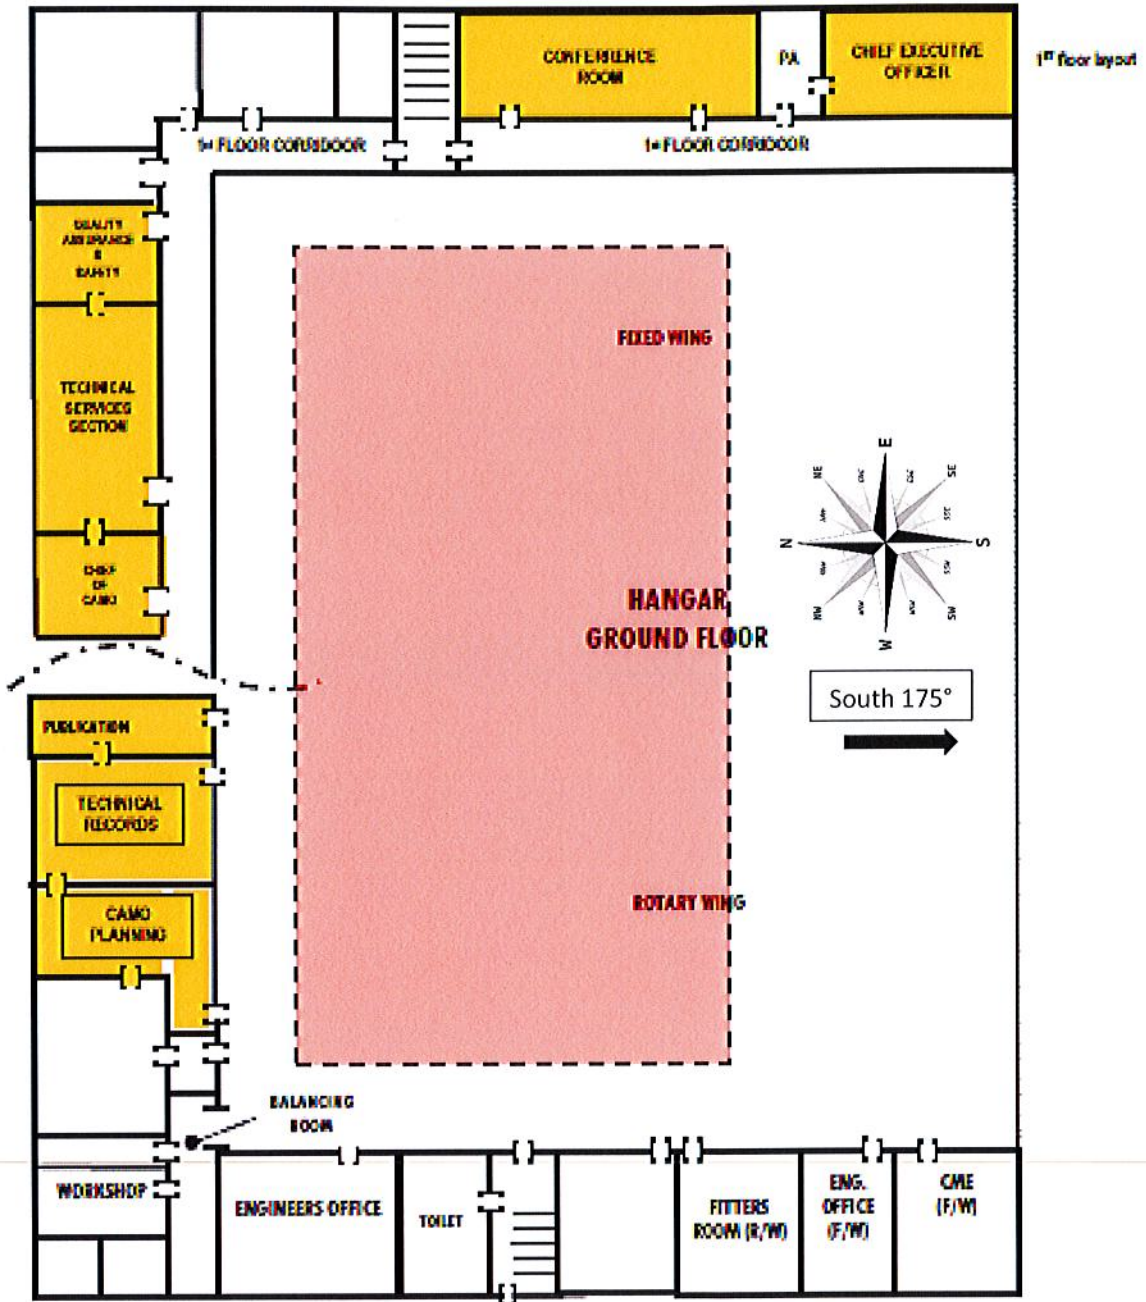 CONFERENCE
ROOM
PA
CHIEF EXECUTIVE
OFFICER
1ST floor layout
1st FLOOR CORRIDOOR
1st FLOOR CORRIDOOR
QUALITY
ASSURANCE
&
SAFETY
TECHNICAL
SERVICES
SECTION
CHIEF
OF
CAMO
FIXED WING
HANGAR
GROUND FLOOR
E
NE
SE
N
S
NW
SW
W
South 175°
PUBLICATION
TECHNICAL
RECORDS
CAMO
PLANNING
ROTARY WING
BALANCING
ROOM
WORKSHOP
ENGINEERS OFFICE
TOILET
FITTERS
ROOM (R/W)
ENG.
OFFICE
(F/W)
CME
(F/W)